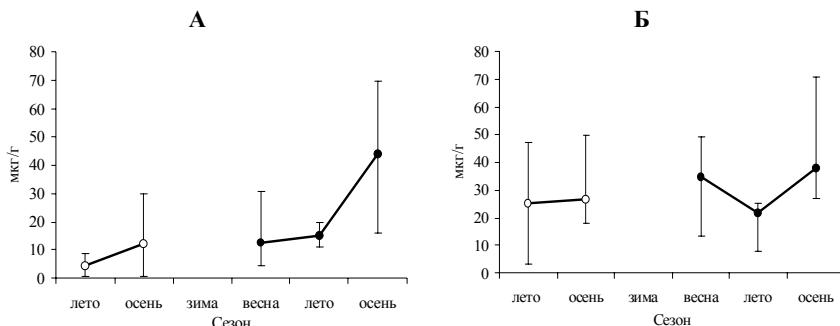 А
80
70
60
50
40
30
20
10
0
мкг/г
лето осень зима весна лето осень
Сезон
Б
80
70
60
50
40
30
20
10
0
мкг/г
лето осень зима весна лето осень
Сезон